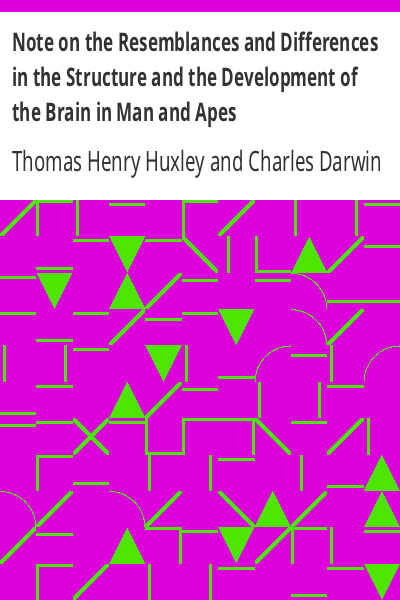 Note on the Resemblances and Differences
in the Structure and the Development of
the Brain in Man and Apes
Thomas Henry Huxley and Charles Darwin